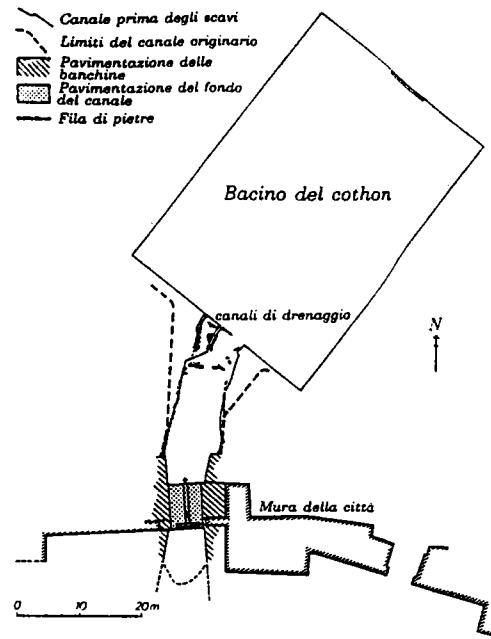 Canale prima degli scavi
Limiti del canale originario
Pavimentazione delle
banchine
Pavimentazione del fondo
del canale
Fila di pietre
Bacino del cothon
canali di drenaggio
N
Mura della città
0 10 20m